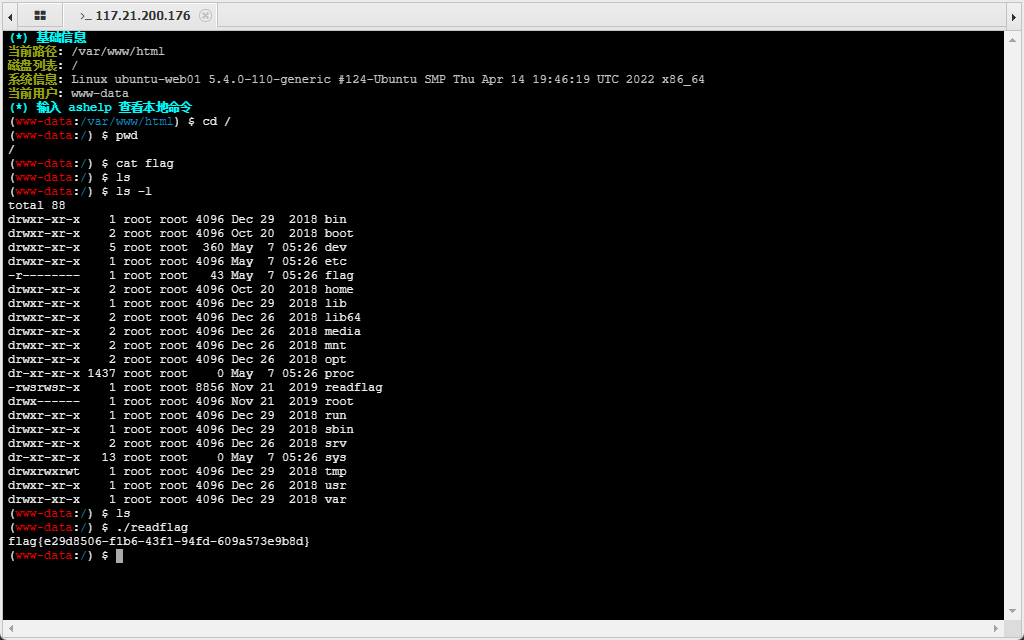 >_ 117.21.200.176
(*) 基础信息
当前路径: /var/www/html
磁盘列表: /
系统信息: Linux ubuntu-web01 5.4.0-110-generic #124-Ubuntu SMP Thu Apr 14 19:46:19 UTC 2022 x86_64
当前用户: www-data
(*) 输入 ashelp 查看本地命令
(www-data:/var/www/html) $ cd /
(www-data:/) $ pwd
/
(www-data:/) $ cat flag
(www-data:/) $ ls
(www-data:/) $ ls -l
total 88
drwxr-xr-x    1 root root 4096 Dec 29  2018 bin
drwxr-xr-x    2 root root 4096 Oct 20  2018 boot
drwxr-xr-x    5 root root  360 May  7 05:26 dev
drwxr-xr-x    1 root root 4096 May  7 05:26 etc
-r--------    1 root root   43 May  7 05:26 flag
drwxr-xr-x    2 root root 4096 Oct 20  2018 home
drwxr-xr-x    1 root root 4096 Dec 29  2018 lib
drwxr-xr-x    2 root root 4096 Dec 26  2018 lib64
drwxr-xr-x    2 root root 4096 Dec 26  2018 media
drwxr-xr-x    2 root root 4096 Dec 26  2018 mnt
drwxr-xr-x    2 root root 4096 Dec 26  2018 opt
dr-xr-xr-x 1437 root root    0 May  7 05:26 proc
-rwsrwsr-x    1 root root 8856 Nov 21  2019 readflag
drwx------    1 root root 4096 Nov 21  2019 root
drwxr-xr-x    1 root root 4096 Dec 29  2018 run
drwxr-xr-x    1 root root 4096 Dec 29  2018 sbin
drwxr-xr-x    2 root root 4096 Dec 26  2018 srv
dr-xr-xr-x   13 root root    0 May  7 05:26 sys
drwxrwxrwt    1 root root 4096 Dec 29  2018 tmp
drwxr-xr-x    1 root root 4096 Dec 26  2018 usr
drwxr-xr-x    1 root root 4096 Dec 29  2018 var
(www-data:/) $ ls
(www-data:/) $ ./readflag
flag{e29d8506-f1b6-43f1-94fd-609a573e9b8d}
(www-data:/) $